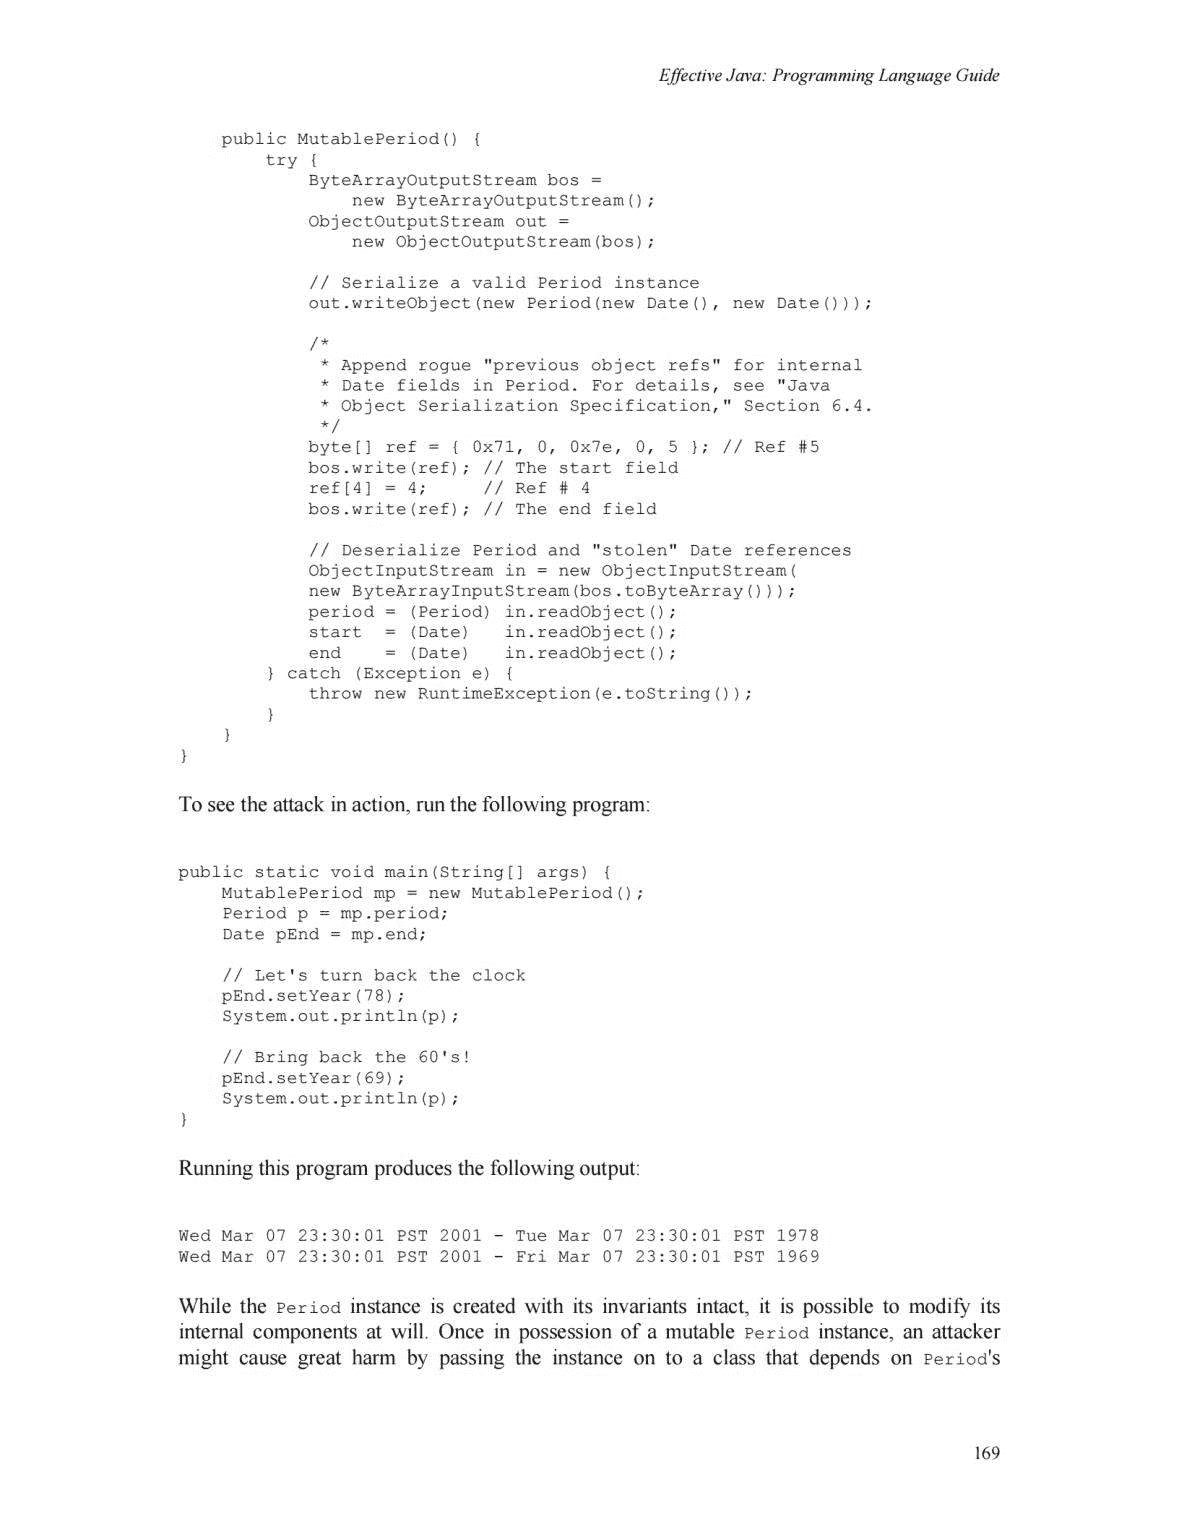 Effective Java: Programming Language Guide
public MutablePeriod() {
try {
ByteArrayOutputStream bos =
new ByteArrayOutputStream();
ObjectOutputStream out =
new ObjectOutputStream(bos);
// Serialize a valid Period instance
out.writeObject(new Period(new Date(), new Date()));
/*
* Append rogue "previous object refs" for internal
* Date fields in Period. For details, see "Java
* Object Serialization Specification," Section 6.4.
*/
byte[] ref = { 0x71, 0, 0x7e, 0, 5 }; // Ref #5
bos.write(ref); // The start field
ref[4] = 4;      // Ref # 4
bos.write(ref); // The end field
// Deserialize Period and "stolen" Date references
ObjectInputStream in = new ObjectInputStream(
new ByteArrayInputStream(bos.toByteArray()));
period = (Period) in.readObject();
start  = (Date)   in.readObject();
end    = (Date)   in.readObject();
} catch (Exception e) {
throw new RuntimeException(e.toString());
}
}
}
To see the attack in action, run the following program:
public static void main(String[] args) {
MutablePeriod mp = new MutablePeriod();
Period p = mp.period;
Date pEnd = mp.end;
// Let's turn back the clock
pEnd.setYear(78);
System.out.println(p);
// Bring back the 60's!
pEnd.setYear(69);
System.out.println(p);
}
Running this program produces the following output:
Wed Mar 07 23:30:01 PST 2001 - Tue Mar 07 23:30:01 PST 1978
Wed Mar 07 23:30:01 PST 2001 - Fri Mar 07 23:30:01 PST 1969
While the Period instance is created with its invariants intact, it is possible to modify its
internal components at will. Once in possession of a mutable Period instance, an attacker
might cause great harm by passing the instance on to a class that depends on Period's
169